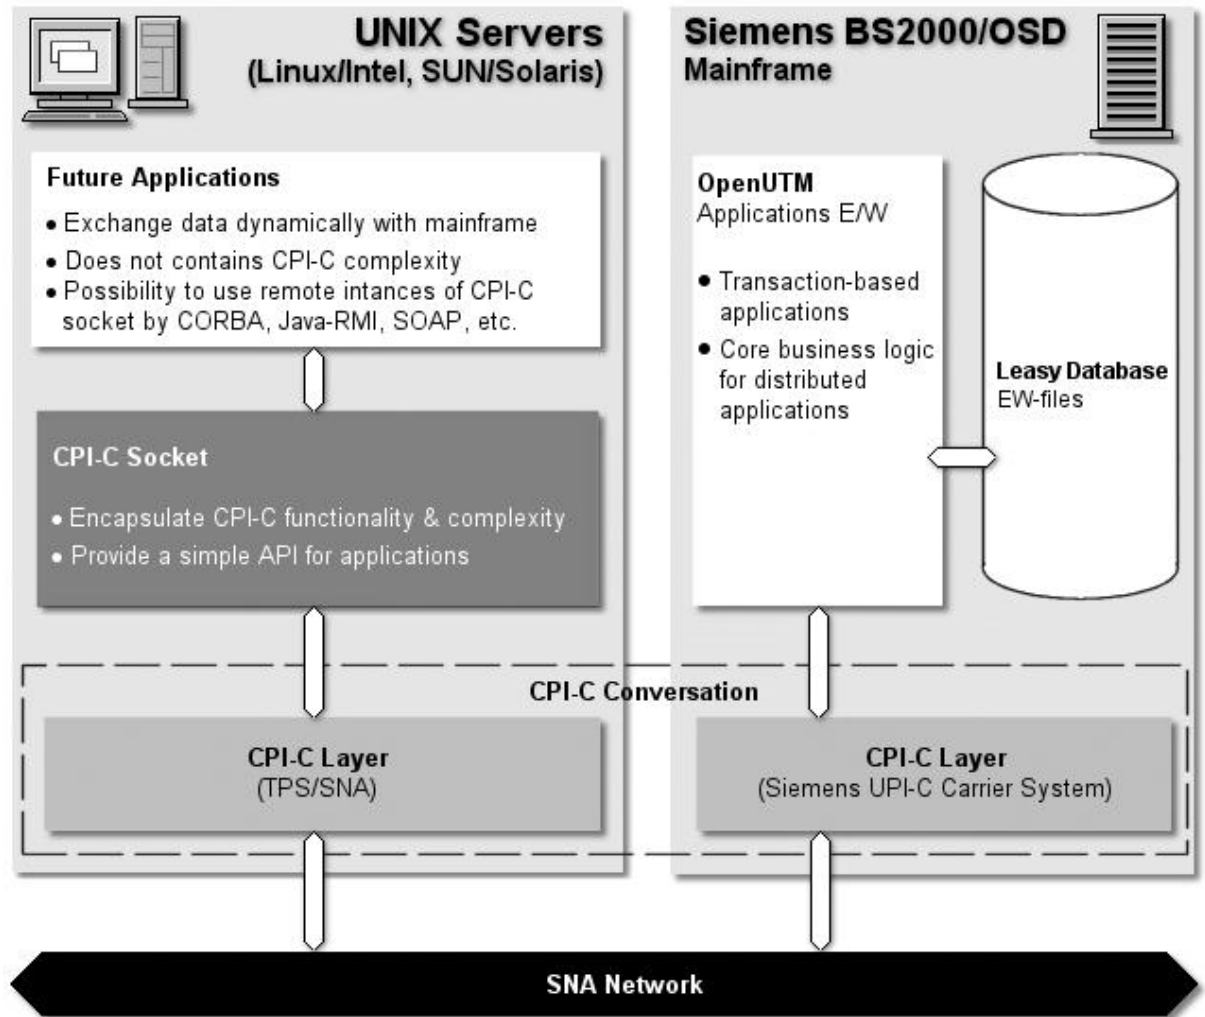 UNIX Servers
(Linux/Intel, SUN/Solaris)
Future Applications
• Exchange data dynamically with mainframe
• Does not contains CPI-C complexity
• Possibility to use remote intances of CPI-C
socket by CORBA, Java-RMI, SOAP, etc.
CPI-C Socket
• Encapsulate CPI-C functionality & complexity
• Provide a simple API for applications
Siemens BS2000/OSD
Mainframe
OpenUTM
Applications E/W
• Transaction-based
applications
• Core business logic
for distributed
applications
Leasy Database
EW-files
CPI-C Conversation
CPI-C Layer
(TPS/SNA)
CPI-C Layer
(Siemens UPI-C Carrier System)
SNA Network